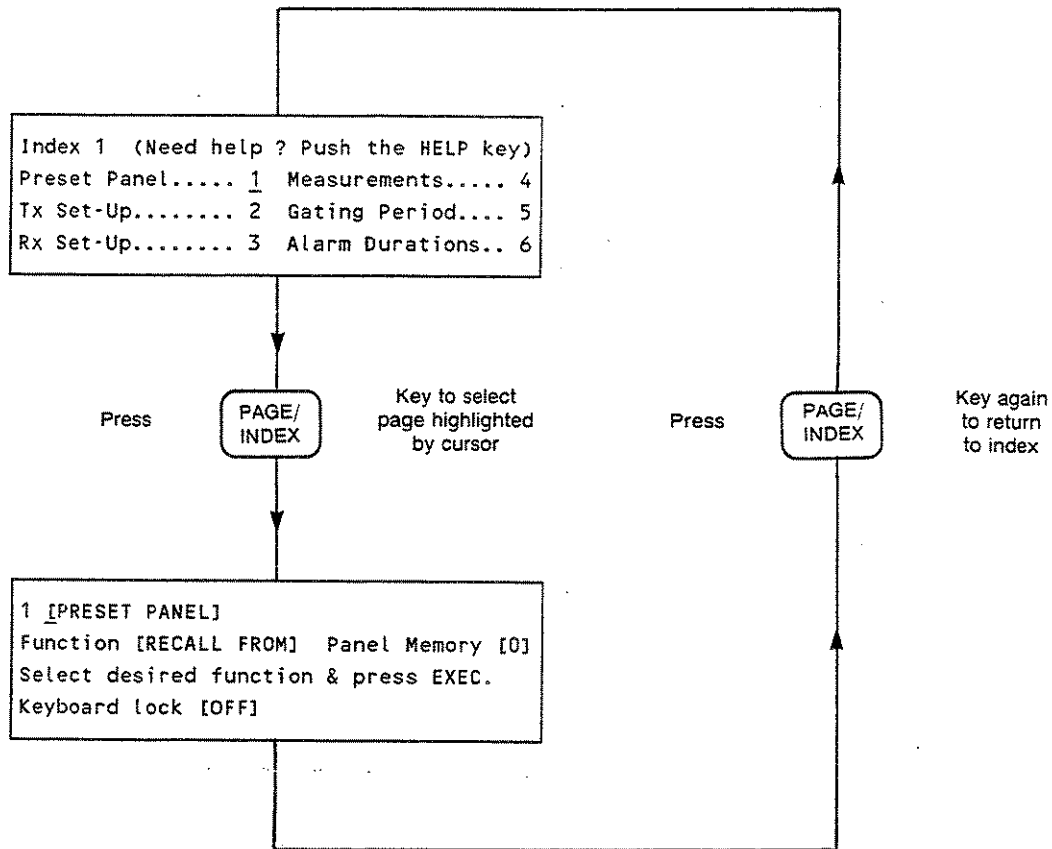 Index 1 (Need help ? Push the HELP key)
Preset Panel..... 1 Measurements..... 4
Tx Set-Up........ 2 Gating Period.... 5
Rx Set-Up........ 3 Alarm Durations.. 6
Press
PAGE/
INDEX
Key to select
page highlighted
by cursor
Press
PAGE/
INDEX
Key again
to return
to index
1 [PRESET PANEL]
Function [RECALL FROM] Panel Memory [0]
Select desired function & press EXEC.
Keyboard lock [OFF]